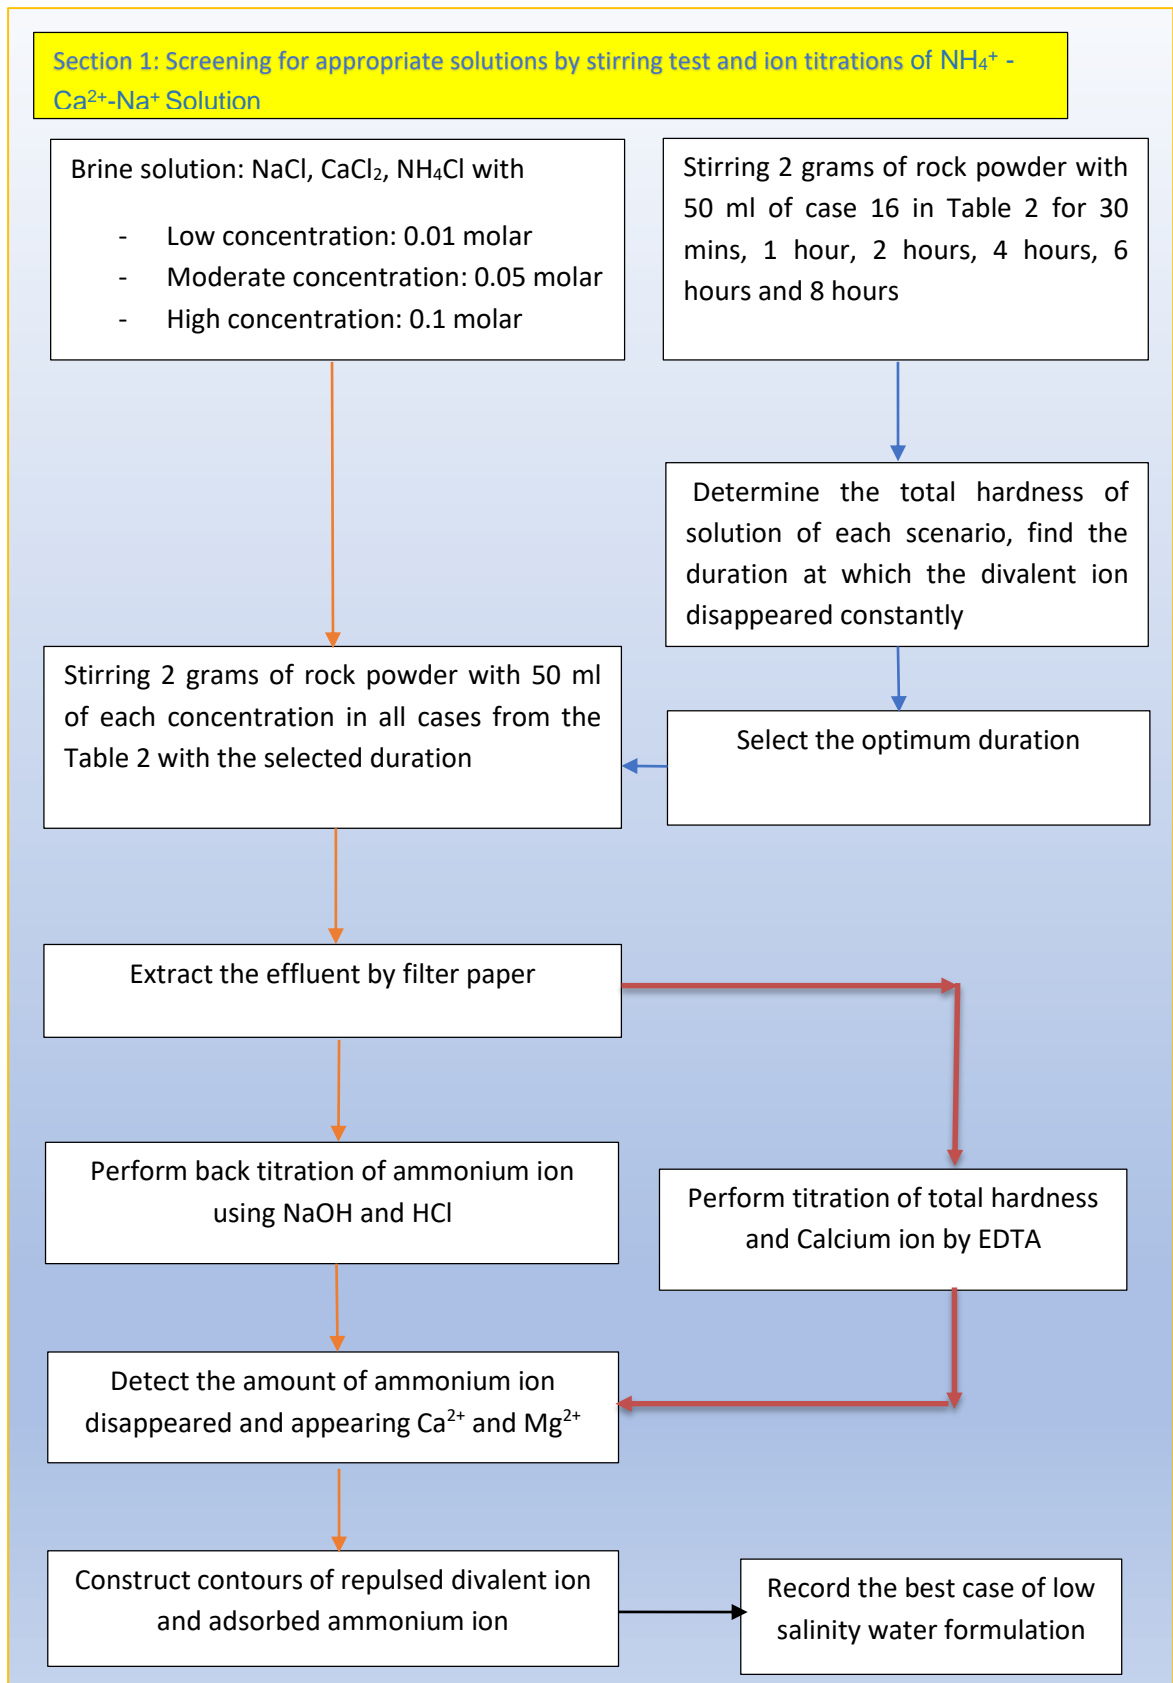 Section 1: Screening for appropriate solutions by stirring test and ion titrations of NH₄⁺ -
Ca²⁺-Na⁺ Solution
Brine solution: NaCl, CaCl₂, NH₄Cl with
- Low concentration: 0.01 molar
- Moderate concentration: 0.05 molar
- High concentration: 0.1 molar
Stirring 2 grams of rock powder with
50 ml of case 16 in Table 2 for 30
mins, 1 hour, 2 hours, 4 hours, 6
hours and 8 hours
Determine the total hardness of
solution of each scenario, find the
duration at which the divalent ion
disappeared constantly
Stirring 2 grams of rock powder with 50 ml
of each concentration in all cases from the
Table 2 with the selected duration
Select the optimum duration
Extract the effluent by filter paper
Perform back titration of ammonium ion
using NaOH and HCl
Perform titration of total hardness
and Calcium ion by EDTA
Detect the amount of ammonium ion
disappeared and appearing Ca²⁺ and Mg²⁺
Construct contours of repulsed divalent ion
and adsorbed ammonium ion
Record the best case of low
salinity water formulation